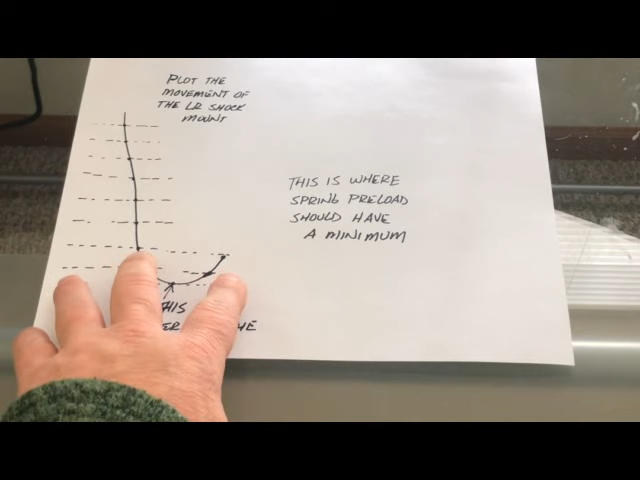 PLOT THE
MOVEMENT OF
THE LR SHOCK
MOUNT
THIS IS WHERE
SPRING PRELOAD
SHOULD HAVE
A MINIMUM